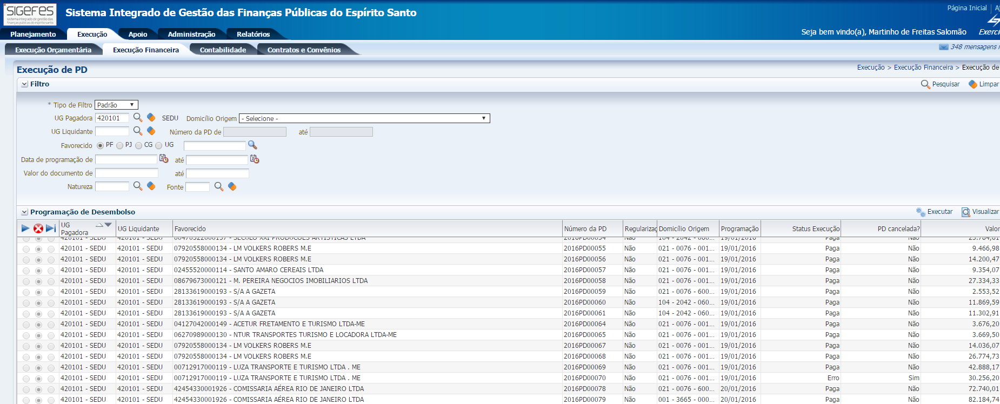 SIGEFES
sistema integrado de gestão das
finanças públicas do espírito santo
Sistema Integrado de Gestão das Finanças Públicas do Espírito Santo
Página Inicial
Planejamento Execução Apoio Administração Relatórios
Seja bem vindo(a), Martinho de Freitas Salomão
Execução Orçamentária Execução Financeira Contabilidade Contratos e Convênios
348 mensagens
Execução de PD
Execução > Execução Financeira > Execução de
Filtro
Pesquisar Limpar
* Tipo de Filtro Padrão
UG Pagadora 420101 SEDU Domicílio Origem - Selecione -
UG Liquidante Número da PD de até
Favorecido PF PJ CG UG
Data de programação de até
Valor do documento de até
Natureza Fonte
Programação de Desembolso
Executar Visualizar
UG Pagadora UG Liquidante Favorecido Número da PD Regularizaç Domicílio Origem Programação Status Execução PD cancelada? Valor
420101 - SEDU 420101 - SEDU 00470522000137 - SECULO XXI PRODUCOES ARTISTICAS LTDA 2016PD00054 Não 104 - 2042 - 060... 19/01/2016 Paga Não 23.784,01
420101 - SEDU 420101 - SEDU 07920558000134 - LM VOLKERS ROBERS M.E 2016PD00055 Não 021 - 0076 - 001... 19/01/2016 Paga Não 9.466,98
420101 - SEDU 420101 - SEDU 07920558000134 - LM VOLKERS ROBERS M.E 2016PD00056 Não 021 - 0076 - 001... 19/01/2016 Paga Não 14.200,47
420101 - SEDU 420101 - SEDU 02455520000114 - SANTO AMARO CEREAIS LTDA 2016PD00057 Não 021 - 0076 - 001... 19/01/2016 Paga Não 9.354,07
420101 - SEDU 420101 - SEDU 08679673000121 - M. PEREIRA NEGOCIOS IMOBILIARIOS LTDA 2016PD00058 Não 021 - 0076 - 001... 19/01/2016 Paga Não 27.334,33
420101 - SEDU 420101 - SEDU 28133619000193 - S/A A GAZETA 2016PD00059 Não 021 - 0076 - 600... 19/01/2016 Paga Não 2.553,52
420101 - SEDU 420101 - SEDU 28133619000193 - S/A A GAZETA 2016PD00060 Não 104 - 2042 - 060... 19/01/2016 Paga Não 11.869,59
420101 - SEDU 420101 - SEDU 28133619000193 - S/A A GAZETA 2016PD00061 Não 104 - 2042 - 060... 19/01/2016 Paga Não 11.302,91
420101 - SEDU 420101 - SEDU 04127042000149 - ACETUR FRETAMENTO E TURISMO LTDA-ME 2016PD00064 Não 021 - 0076 - 001... 19/01/2016 Paga Não 3.676,20
420101 - SEDU 420101 - SEDU 06270989000130 - NTUR TRANSPORTES TURISMO E LOCADORA LTDA-ME 2016PD00065 Não 021 - 0076 - 001... 19/01/2016 Paga Não 3.669,50
420101 - SEDU 420101 - SEDU 07920558000134 - LM VOLKERS ROBERS M.E 2016PD00067 Não 021 - 0076 - 001... 19/01/2016 Paga Não 14.036,07
420101 - SEDU 420101 - SEDU 07920558000134 - LM VOLKERS ROBERS M.E 2016PD00068 Não 021 - 0076 - 001... 19/01/2016 Paga Não 26.774,73
420101 - SEDU 420101 - SEDU 00712917000119 - LUZA TRANSPORTE E TURISMO LTDA . ME 2016PD00069 Não 021 - 0076 - 001... 19/01/2016 Paga Não 42.888,17
420101 - SEDU 420101 - SEDU 00712917000119 - LUZA TRANSPORTE E TURISMO LTDA . ME 2016PD00070 Não 021 - 0076 - 001... 19/01/2016 Erro Sim 30.256,20
420101 - SEDU 420101 - SEDU 42454330001926 - COMISSARIA AÉREA RIO DE JANEIRO LTDA 2016PD00078 Não 021 - 0076 - 600... 20/01/2016 Paga Não 72.740,01
420101 - SEDU 420101 - SEDU 42454330001926 - COMISSARIA AÉREA RIO DE JANEIRO LTDA 2016PD00079 Não 001 - 3665 - 000... 20/01/2016 Paga Não 82.184,74